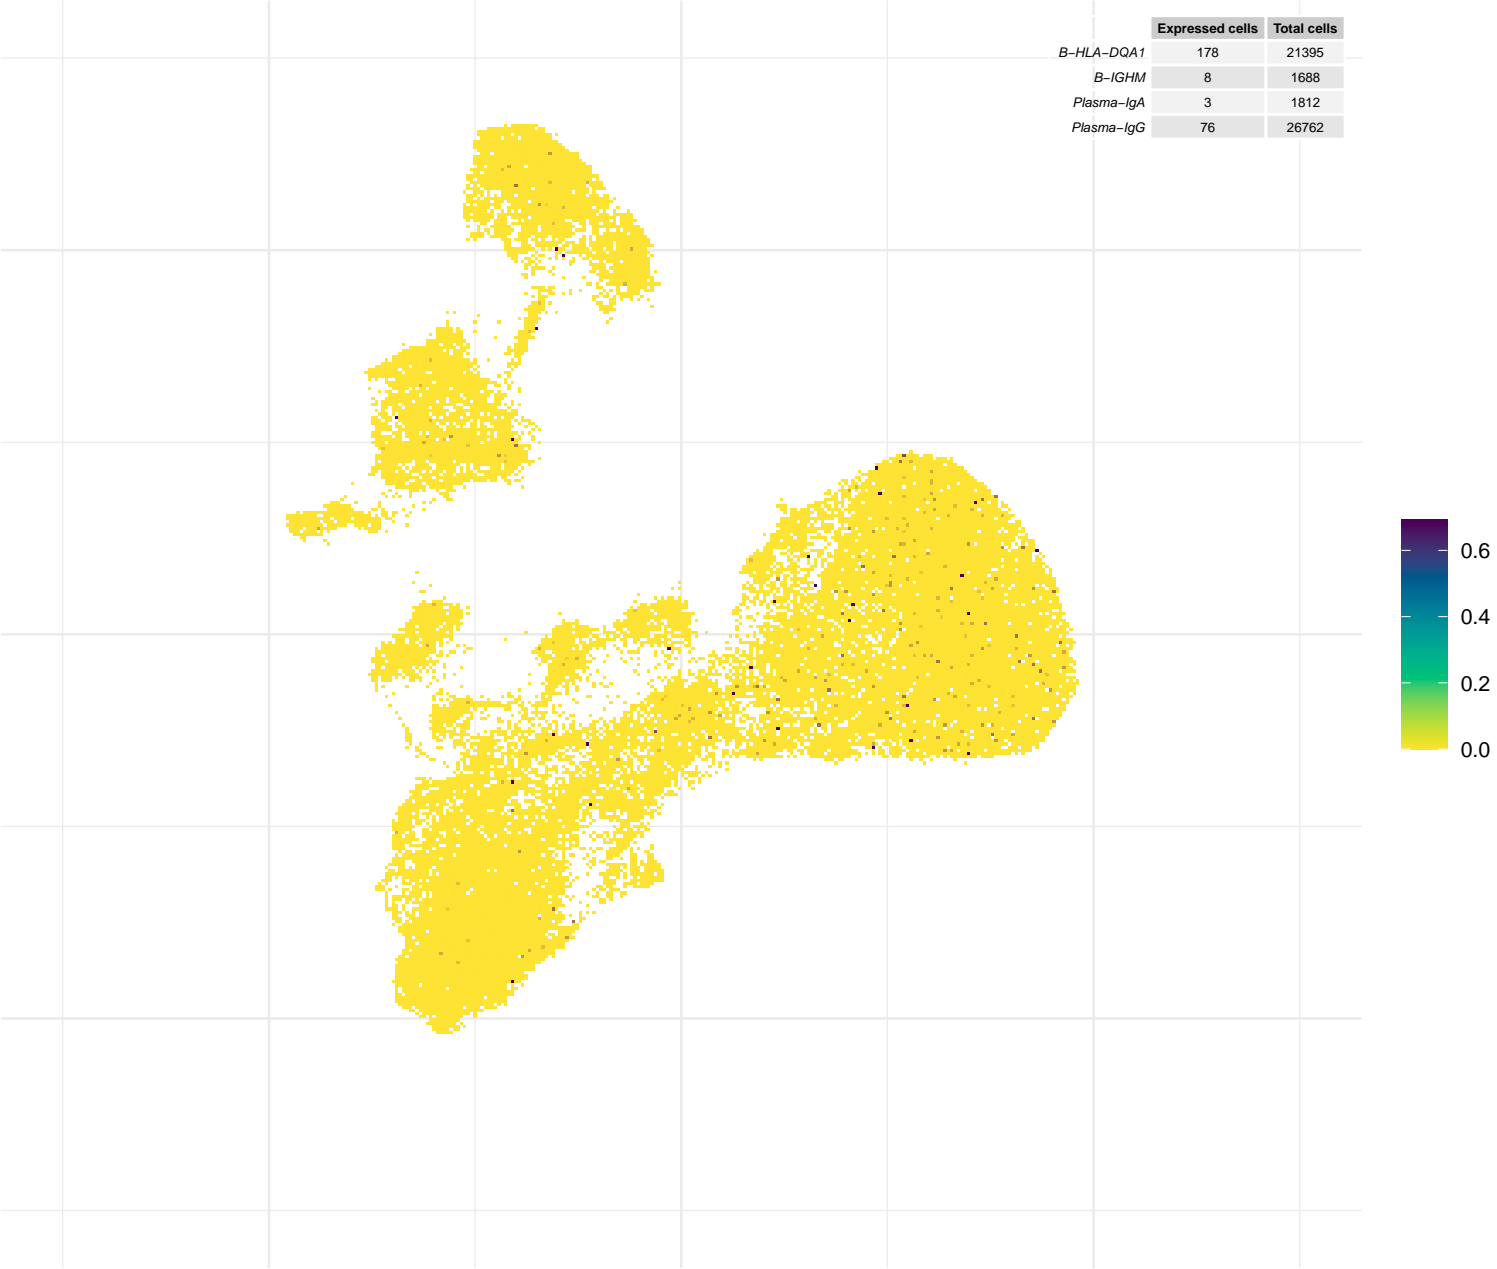 Expressed cells Total cells
B−HLA−DQA1 178 21395
B−IGHM 8 1688
Plasma−IgA 3 1812
Plasma−IgG 76 26762
0.6
0.4
0.2
0.0